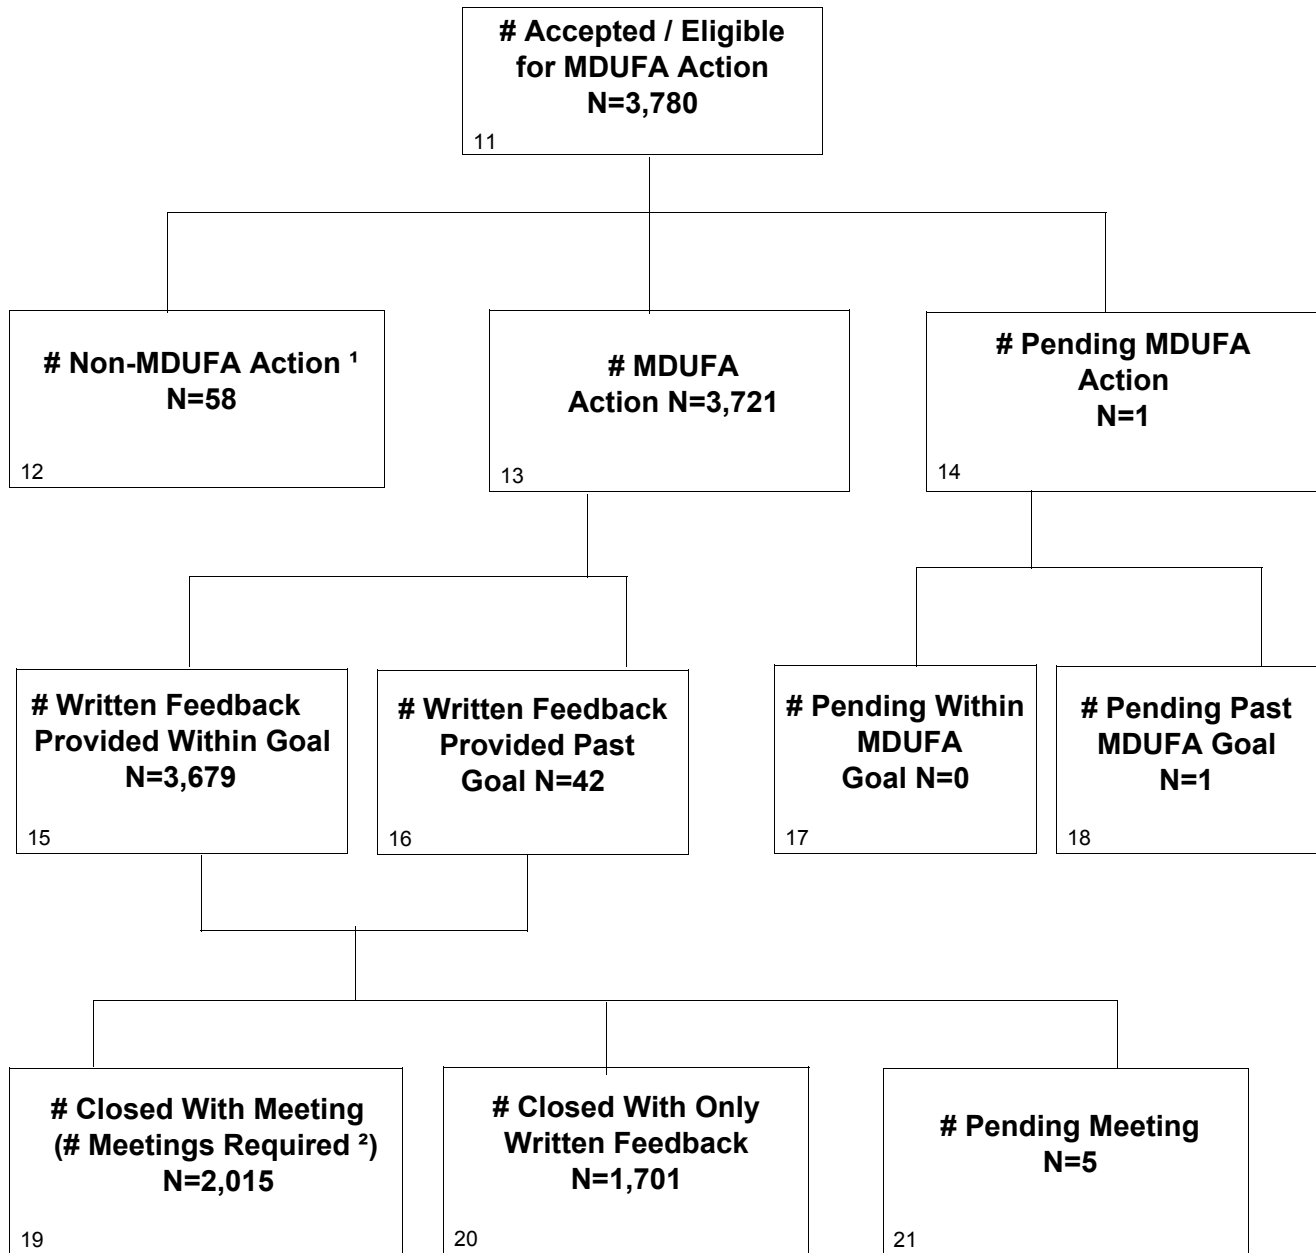 # Accepted / Eligible
for MDUFA Action
N=3,780
11
# Non-MDUFA Action ¹
N=58
12
# MDUFA
Action N=3,721
13
# Pending MDUFA
Action
N=1
14
# Written Feedback
Provided Within Goal
N=3,679
15
# Written Feedback
Provided Past
Goal N=42
16
# Pending Within
MDUFA
Goal N=0
17
# Pending Past
MDUFA Goal
N=1
18
# Closed With Meeting
(# Meetings Required ²)
N=2,015
19
# Closed With Only
Written Feedback
N=1,701
20
# Pending Meeting
N=5
21